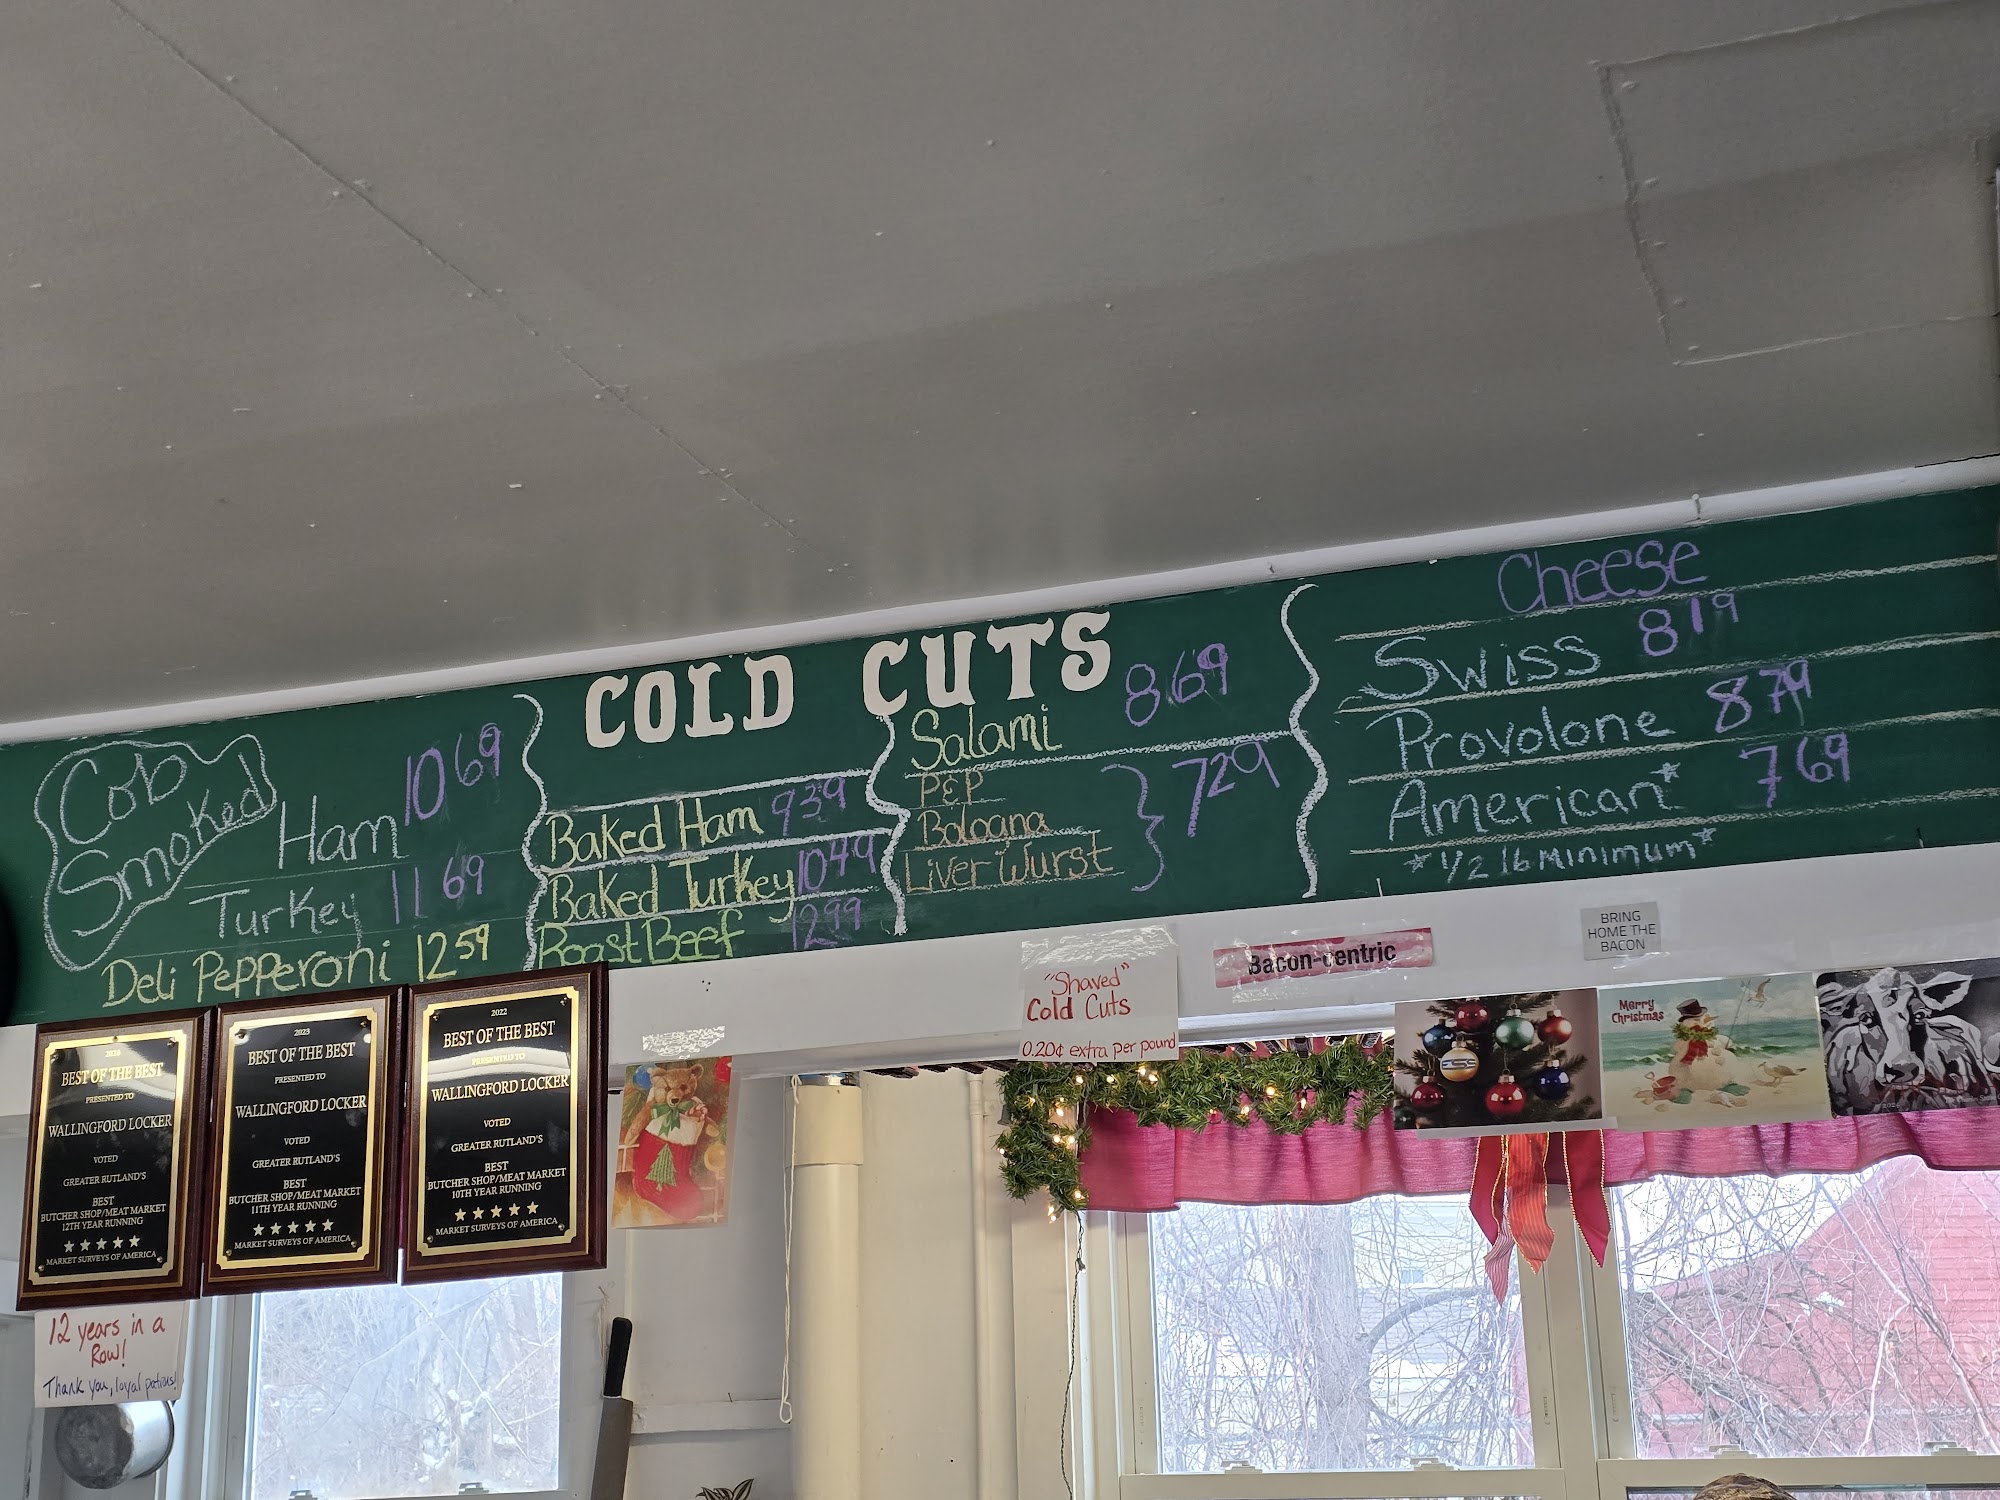 COLD CUTS
Cob
Smoked
Ham 10 69
Turkey 11 69
Deli Pepperoni 12 59
Baked Ham 9 39
Baked Turkey 10 49
Roast Beef 12 99
Salami 8 69
P&P
Bologna
Liver Wurst
7 29
Cheese
Swiss 8 19
Provolone 8 79
American* 7 69
*1/2 lb Minimum*
"Shaved"
Cold Cuts
0.20¢ extra per pound
Bacon-centric
BRING
HOME THE
BACON
Merry
Christmas
BEST OF THE BEST
PRESENTED TO
WALLINGFORD LOCKER
VOTED
GREATER RUTLAND'S
BEST
BUTCHER SHOP/MEAT MARKET
12TH YEAR RUNNING
MARKET SURVEYS OF AMERICA
2023
BEST OF THE BEST
PRESENTED TO
WALLINGFORD LOCKER
VOTED
GREATER RUTLAND'S
BEST
BUTCHER SHOP/MEAT MARKET
11TH YEAR RUNNING
MARKET SURVEYS OF AMERICA
2022
BEST OF THE BEST
PRESENTED TO
WALLINGFORD LOCKER
VOTED
GREATER RUTLAND'S
BEST
BUTCHER SHOP/MEAT MARKET
10TH YEAR RUNNING
MARKET SURVEYS OF AMERICA
12 years in a
Row!
Thank you, loyal patrons!